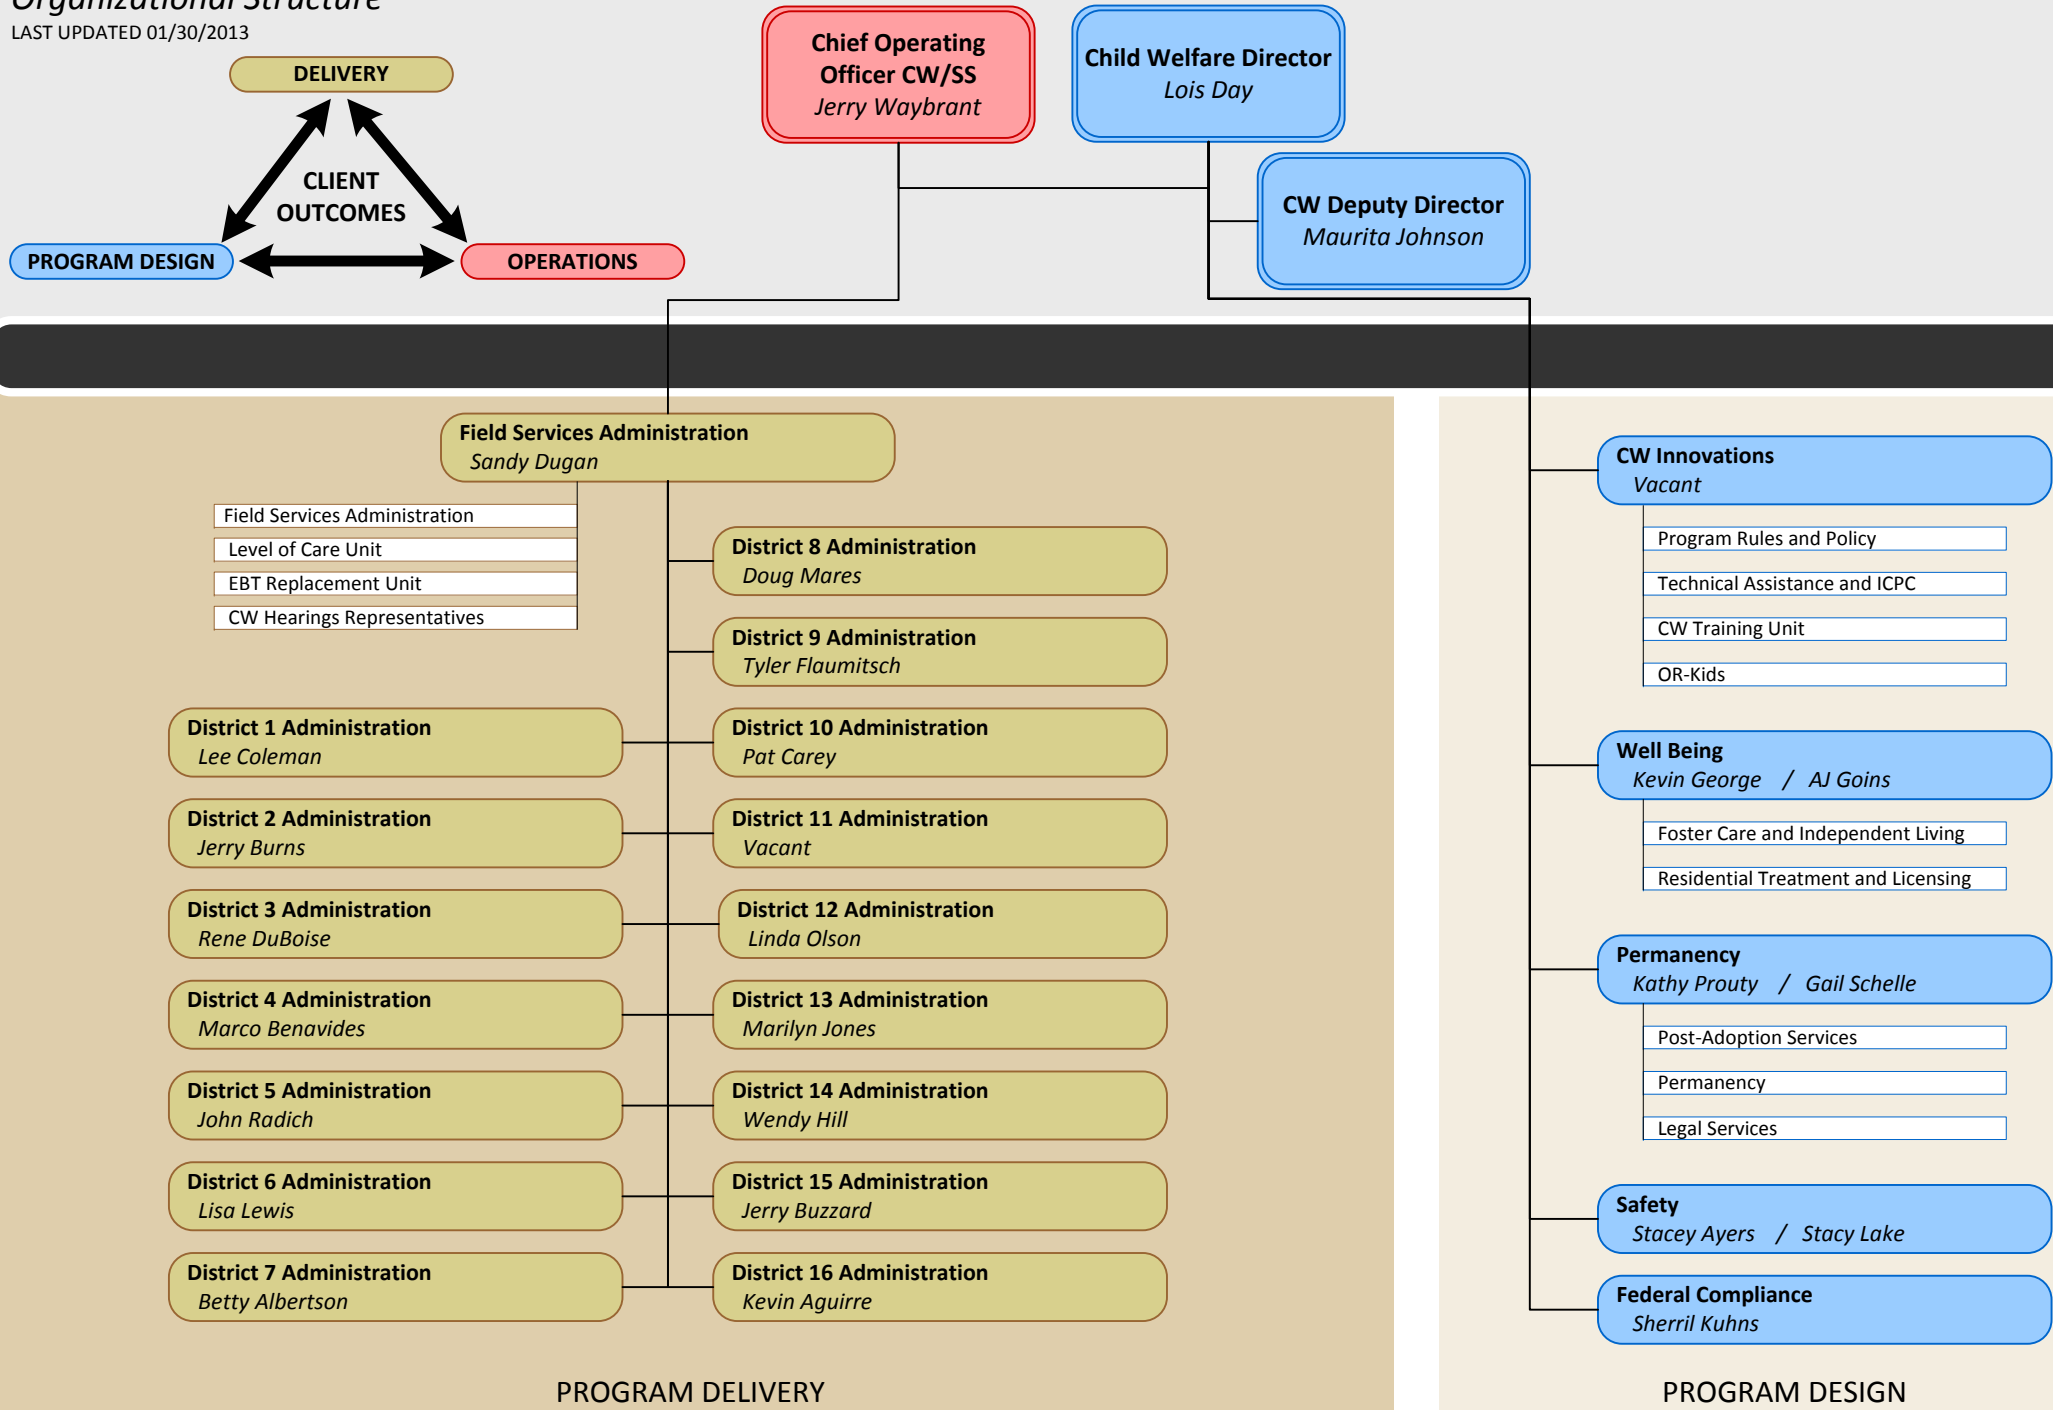 Organizational Structure
LAST UPDATED 01/30/2013
DELIVERY
CLIENT
OUTCOMES
PROGRAM DESIGN
OPERATIONS
Chief Operating
Officer CW/SS
Jerry Waybrant
Child Welfare Director
Lois Day
CW Deputy Director
Maurita Johnson
Field Services Administration
Sandy Dugan
Field Services Administration
Level of Care Unit
EBT Replacement Unit
CW Hearings Representatives
District 1 Administration
Lee Coleman
District 2 Administration
Jerry Burns
District 3 Administration
Rene DuBoise
District 4 Administration
Marco Benavides
District 5 Administration
John Radich
District 6 Administration
Lisa Lewis
District 7 Administration
Betty Albertson
District 8 Administration
Doug Mares
District 9 Administration
Tyler Flaumitsch
District 10 Administration
Pat Carey
District 11 Administration
Vacant
District 12 Administration
Linda Olson
District 13 Administration
Marilyn Jones
District 14 Administration
Wendy Hill
District 15 Administration
Jerry Buzzard
District 16 Administration
Kevin Aguirre
PROGRAM DELIVERY
CW Innovations
Vacant
Program Rules and Policy
Technical Assistance and ICPC
CW Training Unit
OR-Kids
Well Being
Kevin George / AJ Goins
Foster Care and Independent Living
Residential Treatment and Licensing
Permanency
Kathy Prouty / Gail Schelle
Post-Adoption Services
Permanency
Legal Services
Safety
Stacey Ayers / Stacy Lake
Federal Compliance
Sherril Kuhns
PROGRAM DESIGN